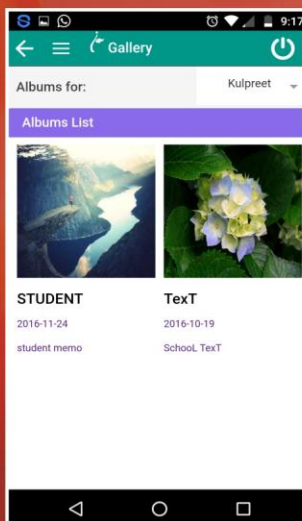 9:17
Gallery
Albums for:
Kulpreet
Albums List
STUDENT
TexT
2016-11-24
2016-10-19
student memo
SchooL TexT